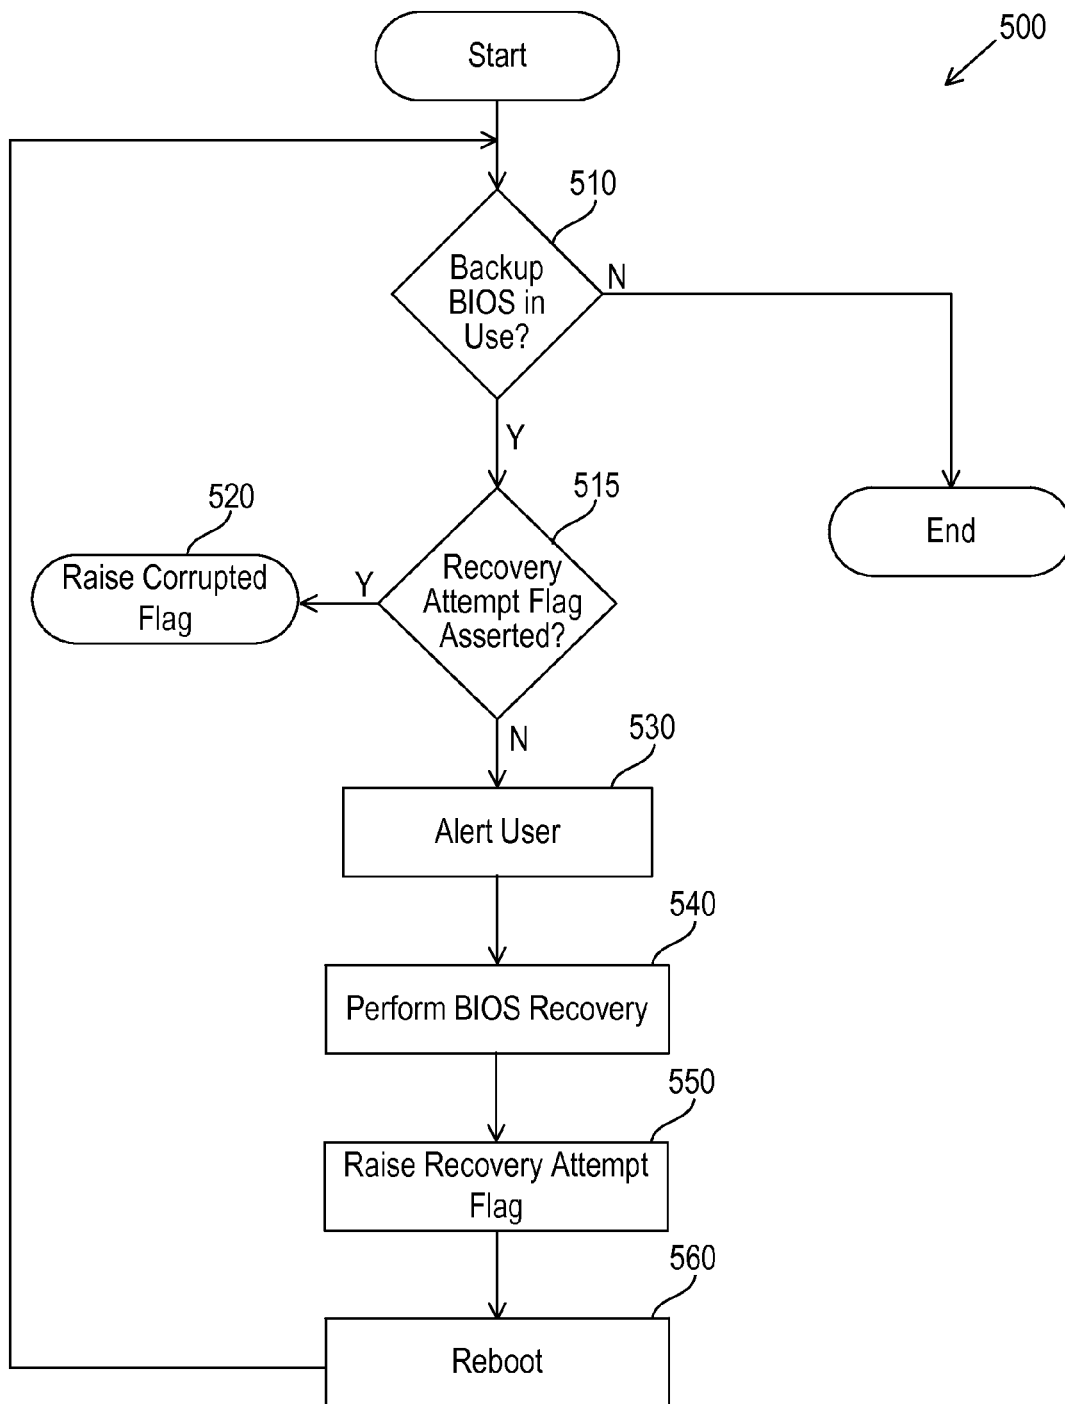 Start
500
510
Backup
BIOS in
Use?
N
Y
515
520
Recovery
Attempt Flag
Asserted?
Y
Raise Corrupted
Flag
End
N
530
Alert User
540
Perform BIOS Recovery
550
Raise Recovery Attempt
Flag
560
Reboot